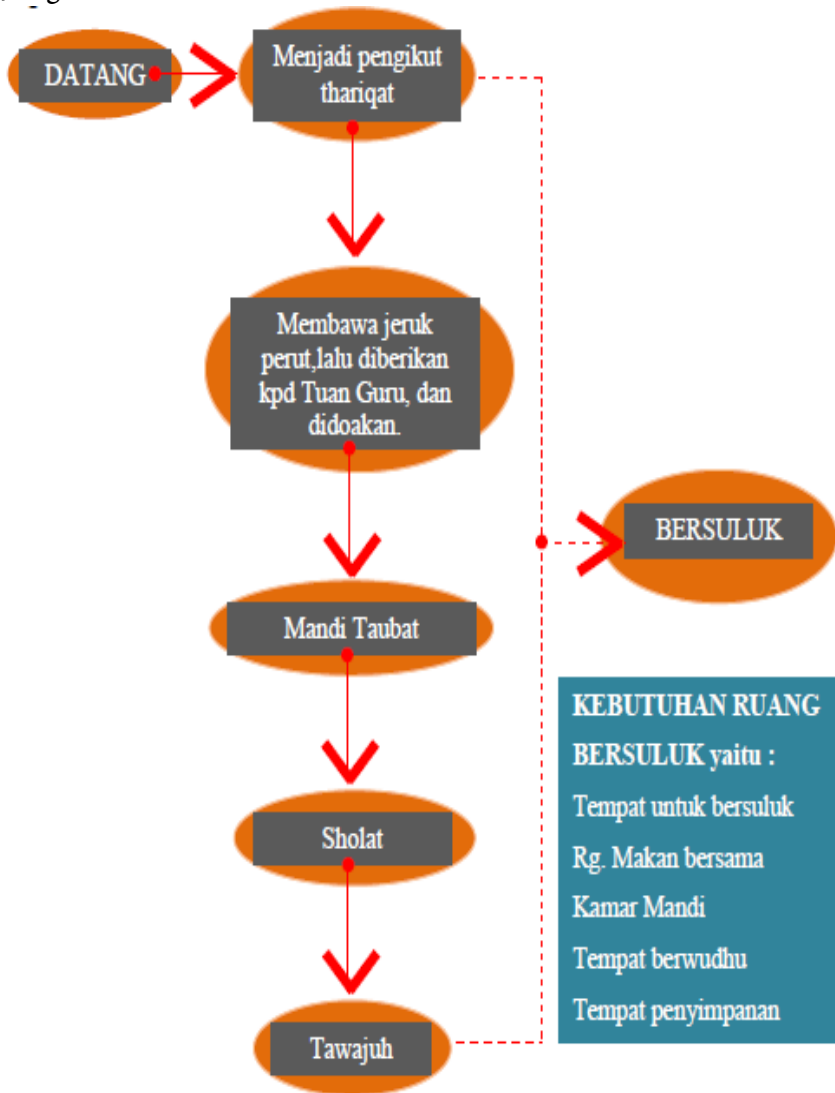 DATANG
Menjadi pengikut
thariqat
Membawa jeruk
perut,lalu diberikan
kpd Tuan Guru, dan
didoakan.
Mandi Taubat
Sholat
Tawajuh
BERSULUK
KEBUTUHAN RUANG
BERSULUK yaitu :
Tempat untuk bersuluk
Rg. Makan bersama
Kamar Mandi
Tempat berwudhu
Tempat penyimpanan